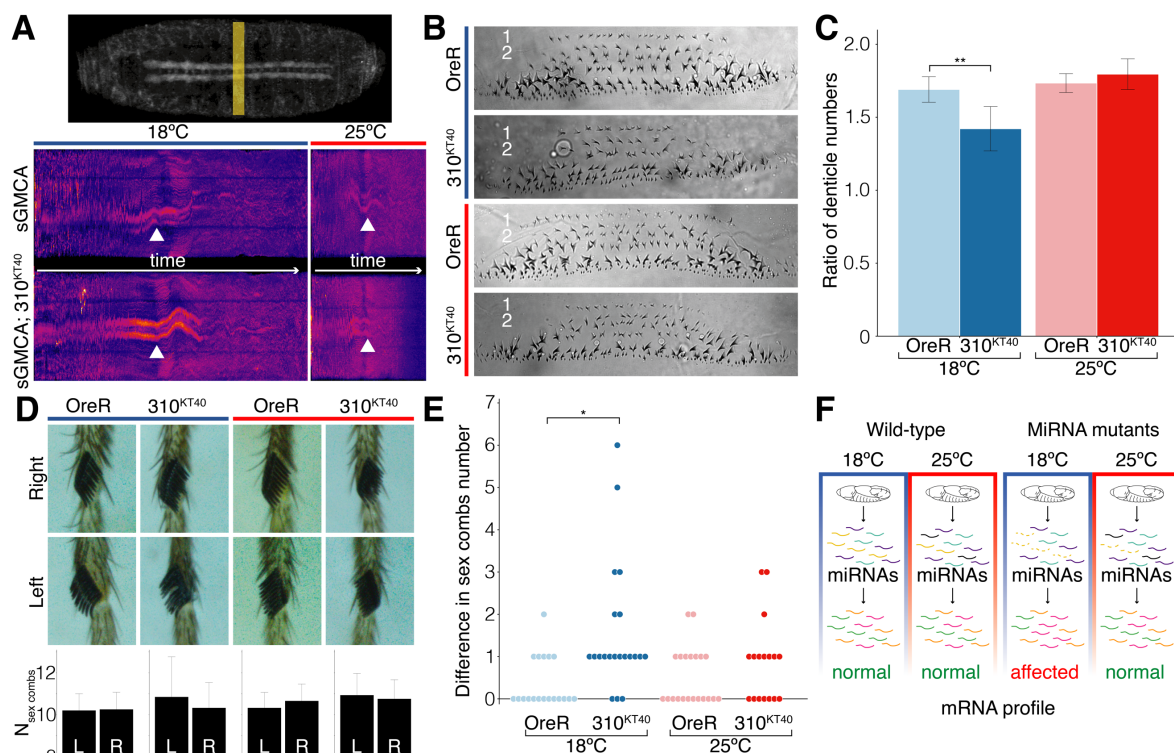 A
18ºC
25ºC
sGMCA
time
time
sGMCA; 310KT40
B
OreR
1
2
310KT40
1
2
OreR
1
2
310KT40
1
2
C
Ratio of denticle numbers
2.0
1.5
1.0
0.5
0
**
OreR 310KT40 OreR 310KT40
18ºC 25ºC
D
OreR 310KT40 OreR 310KT40
Right
Left
Nsex combs
12
10
L R L R L R L R
E
Difference in sex combs number
7
6
5
4
3
2
1
0
*
OreR 310KT40 OreR 310KT40
18ºC 25ºC
F
Wild-type MiRNA mutants
18ºC 25ºC 18ºC 25ºC
miRNAs miRNAs miRNAs miRNAs
normal normal affected normal
mRNA profile